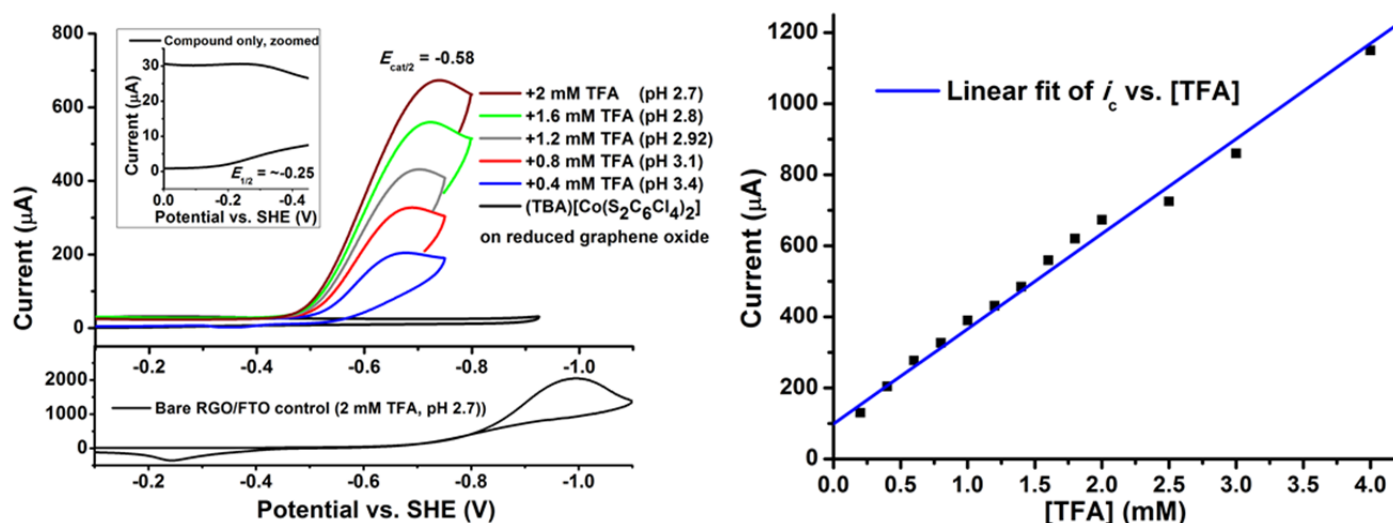 800
600
400
200
0
Current (μA)
Compound only, zoomed
30
20
10
0
Current (μA)
E1/2 = ~-0.25
0.0 -0.2 -0.4
Potential vs. SHE (V)
Ecat/2 = -0.58
+2 mM TFA (pH 2.7)
+1.6 mM TFA (pH 2.8)
+1.2 mM TFA (pH 2.92)
+0.8 mM TFA (pH 3.1)
+0.4 mM TFA (pH 3.4)
(TBA)[Co(S2C6Cl4)2]
on reduced graphene oxide
-0.2 -0.4 -0.6 -0.8 -1.0
2000
1000
0
Bare RGO/FTO control (2 mM TFA, pH 2.7))
-0.2 -0.4 -0.6 -0.8 -1.0
Potential vs. SHE (V)
1200
1000
800
600
400
200
0
Current (μA)
Linear fit of ic vs. [TFA]
0.0 0.5 1.0 1.5 2.0 2.5 3.0 3.5 4.0
[TFA] (mM)